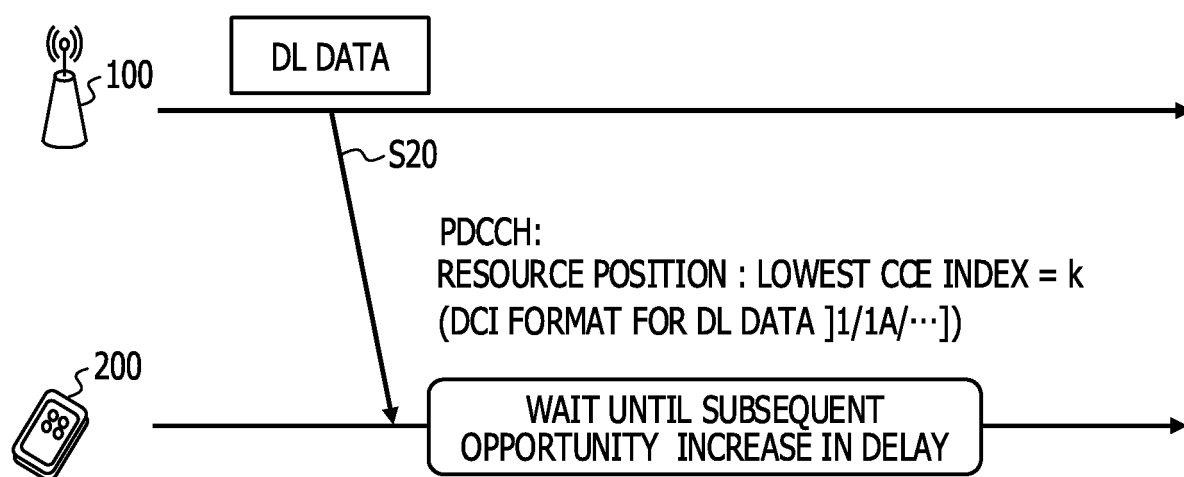 DL DATA
100
S20
PDCCH:
RESOURCE POSITION : LOWEST CCE INDEX = k
(DCI FORMAT FOR DL DATA ]1/1A/⋯])
200
WAIT UNTIL SUBSEQUENT
OPPORTUNITY INCREASE IN DELAY